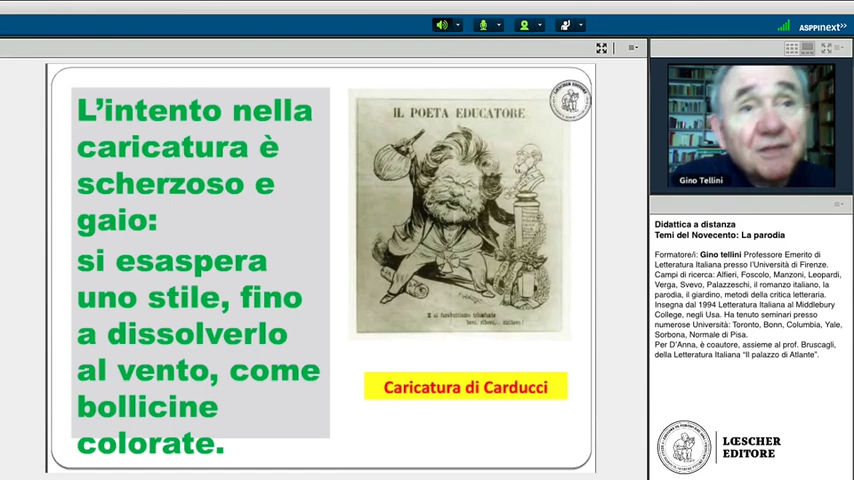 ASPPInext>>
L'intento nella
caricatura è
scherzoso e
gaio:
si esaspera
uno stile, fino
a dissolverlo
al vento, come
bollicine
colorate.
IL POETA EDUCATORE
LŒSCHER EDITORE
Caricatura di Carducci
Gino Tellini
Didattica a distanza
Temi del Novecento: La parodia
Formatore/i: Gino tellini Professore Emerito di
Letteratura Italiana presso l'Università di Firenze.
Campi di ricerca: Alfieri, Foscolo, Manzoni, Leopardi,
Verga, Svevo, Palazzeschi, il romanzo italiano, la
parodia, il giardino, metodi della critica letteraria.
Insegna dal 1994 Letteratura Italiana al Middlebury
College, negli Usa. Ha tenuto seminari presso
numerose Università: Toronto, Bonn, Columbia, Yale,
Sorbona, Normale di Pisa.
Per D'Anna, è coautore, assieme al prof. Bruscagli,
della Letteratura Italiana "Il palazzo di Atlante".
LŒSCHER
EDITORE